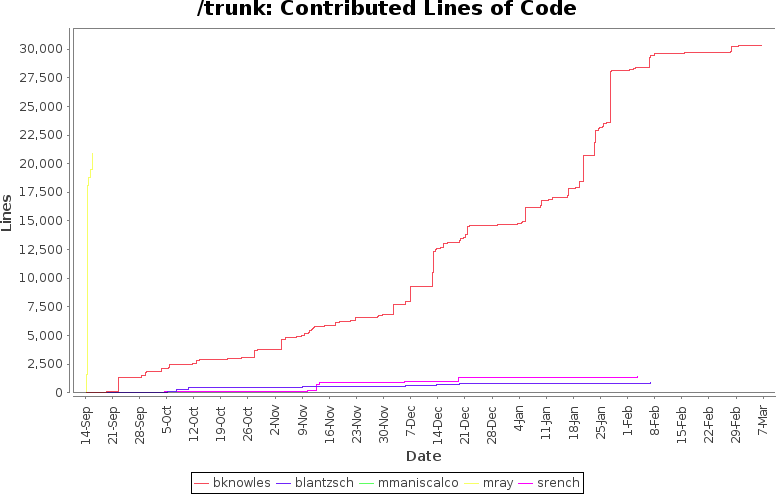 /trunk: Contributed Lines of Code
30,000
27,500
25,000
22,500
20,000
17,500
15,000
12,500
10,000
7,500
5,000
2,500
0
Lines
14-Sep
21-Sep
28-Sep
5-Oct
12-Oct
19-Oct
26-Oct
2-Nov
9-Nov
16-Nov
23-Nov
30-Nov
7-Dec
14-Dec
21-Dec
28-Dec
4-Jan
11-Jan
18-Jan
25-Jan
1-Feb
8-Feb
15-Feb
22-Feb
29-Feb
7-Mar
Date
bknowles blantzsch mmaniscalco mray srench